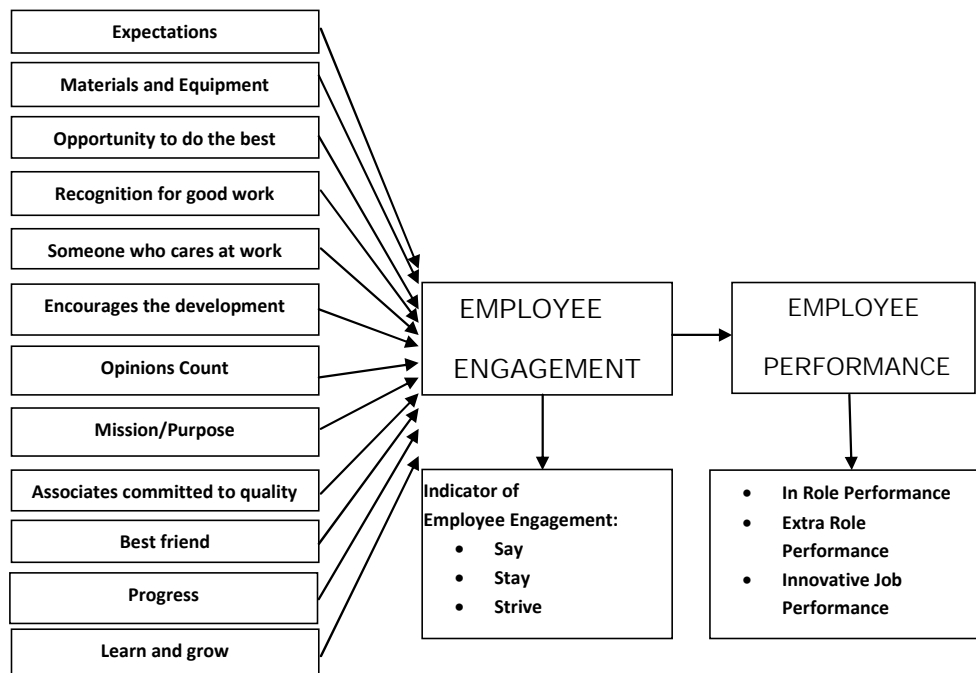 Expectations
Materials and Equipment
Opportunity to do the best
Recognition for good work
Someone who cares at work
Encourages the development
Opinions Count
Mission/Purpose
Associates committed to quality
Best friend
Progress
Learn and grow
EMPLOYEE
ENGAGEMENT
EMPLOYEE
PERFORMANCE
Indicator of
Employee Engagement:
• Say
• Stay
• Strive
• In Role Performance
• Extra Role
Performance
• Innovative Job
Performance